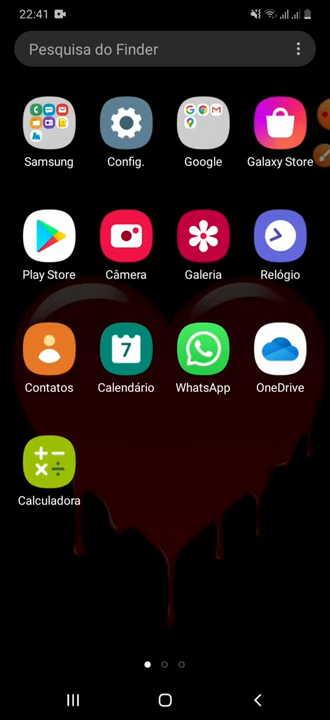 22:41
Pesquisa do Finder
Samsung Config. Google Galaxy Store
Play Store Câmera Galeria Relógio
7
Contatos Calendário WhatsApp OneDrive
Calculadora